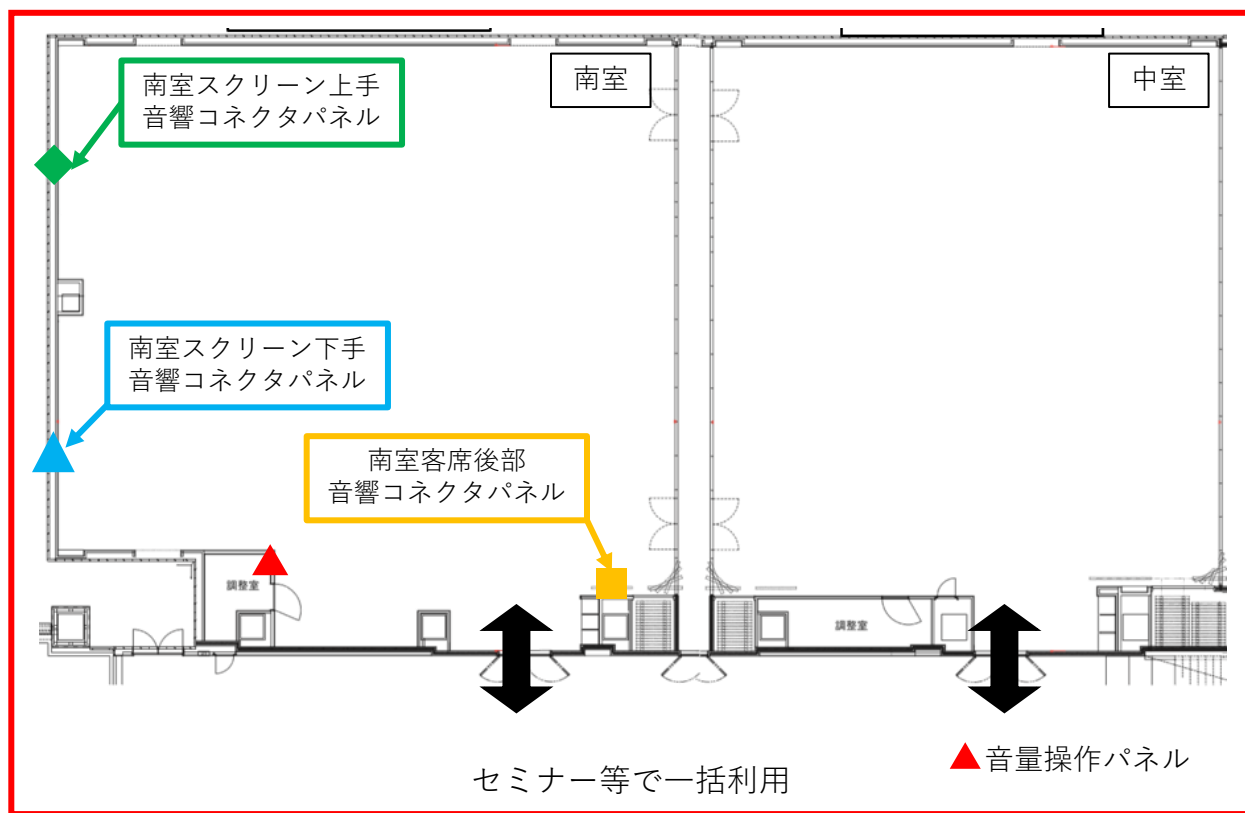 南室スクリーン上手
音響コネクタパネル
南室
中室
南室スクリーン下手
音響コネクタパネル
南室客席後部
音響コネクタパネル
調整室
調整室
音量操作パネル
セミナー等で一括利用